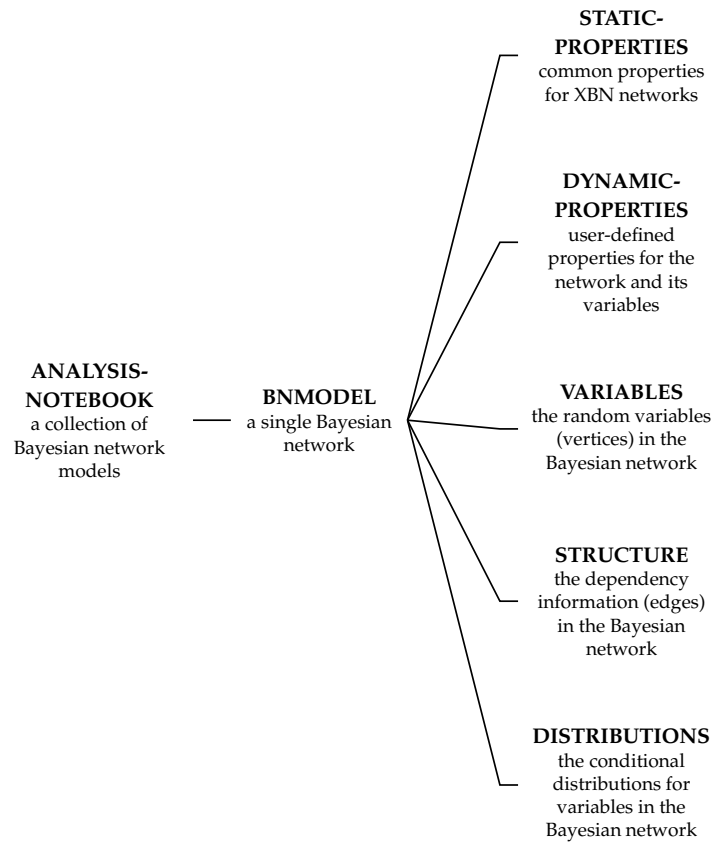 ANALYSIS-
NOTEBOOK
a collection of
Bayesian network
models
BNMODEL
a single Bayesian
network
STATIC-
PROPERTIES
common properties
for XBN networks
DYNAMIC-
PROPERTIES
user-defined
properties for the
network and its
variables
VARIABLES
the random variables
(vertices) in the
Bayesian network
STRUCTURE
the dependency
information (edges)
in the Bayesian
network
DISTRIBUTIONS
the conditional
distributions for
variables in the
Bayesian network